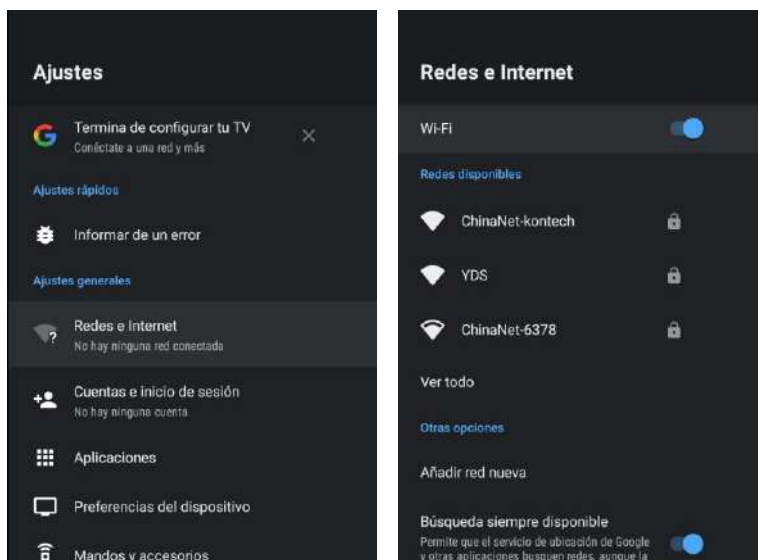 Ajustes
Termina de configurar tu TV
Conéctate a una red y más
Ajustes rápidos
Informar de un error
Ajustes generales
Redes e Internet
No hay ninguna red conectada
Cuentas e inicio de sesión
No hay ninguna cuenta
Aplicaciones
Preferencias del dispositivo
Mandos y accesorios
Redes e Internet
Wi-Fi
Redes disponibles
ChinaNet-kontech
YDS
ChinaNet-6378
Ver todo
Otras opciones
Añadir red nueva
Búsqueda siempre disponible
Permite que el servicio de ubicación de Google
y otras aplicaciones busquen redes, aunque la